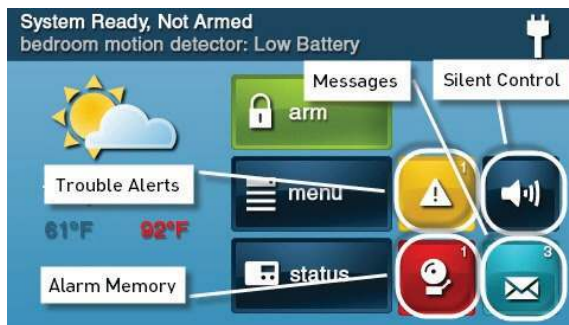 System Ready, Not Armed
bedroom motion detector: Low Battery
Messages
Silent Control
arm
Trouble Alerts
menu
1
61°F 92°F
Alarm Memory
status
1
3